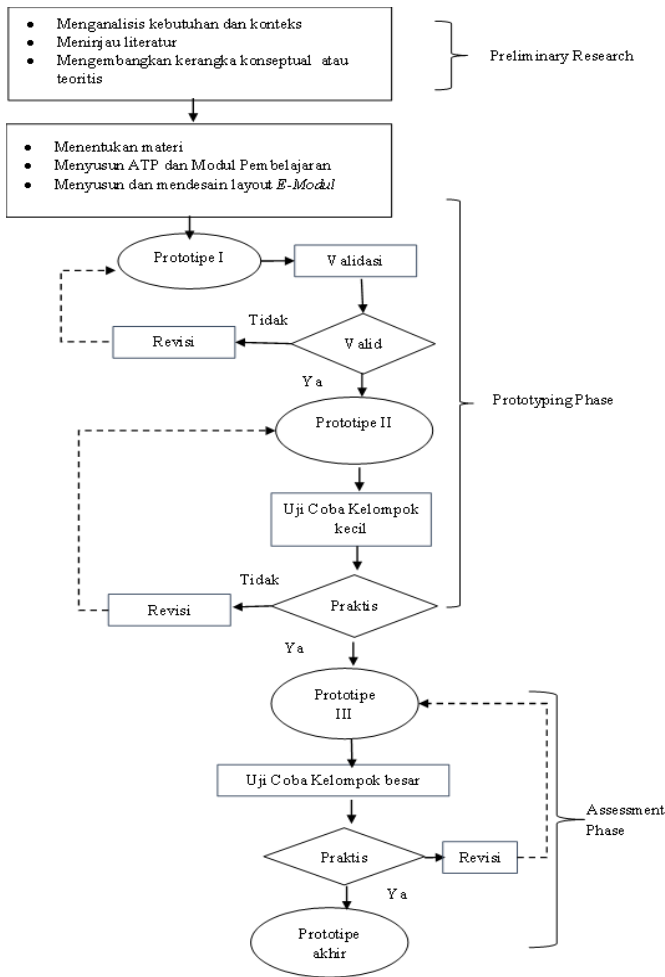 • Menganalisis kebutuhan dan konteks
• Meninjau literatur
• Mengembangkan kerangka konseptual atau
teoritis
Preliminary Research
• Menentukan materi
• Menyusun ATP dan Modul Pembelajaran
• Menyusun dan mendesain layout E-Modul
Prototipe I
Validasi
Tidak
Revisi
Valid
Ya
Prototyping Phase
Prototipe II
Uji Coba Kelompok
kecil
Tidak
Revisi
Praktis
Ya
Prototipe
III
Uji Coba Kelompok besar
Assessment
Phase
Praktis
Revisi
Ya
Prototipe
akhir